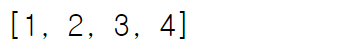 [1, 2, 3, 4]